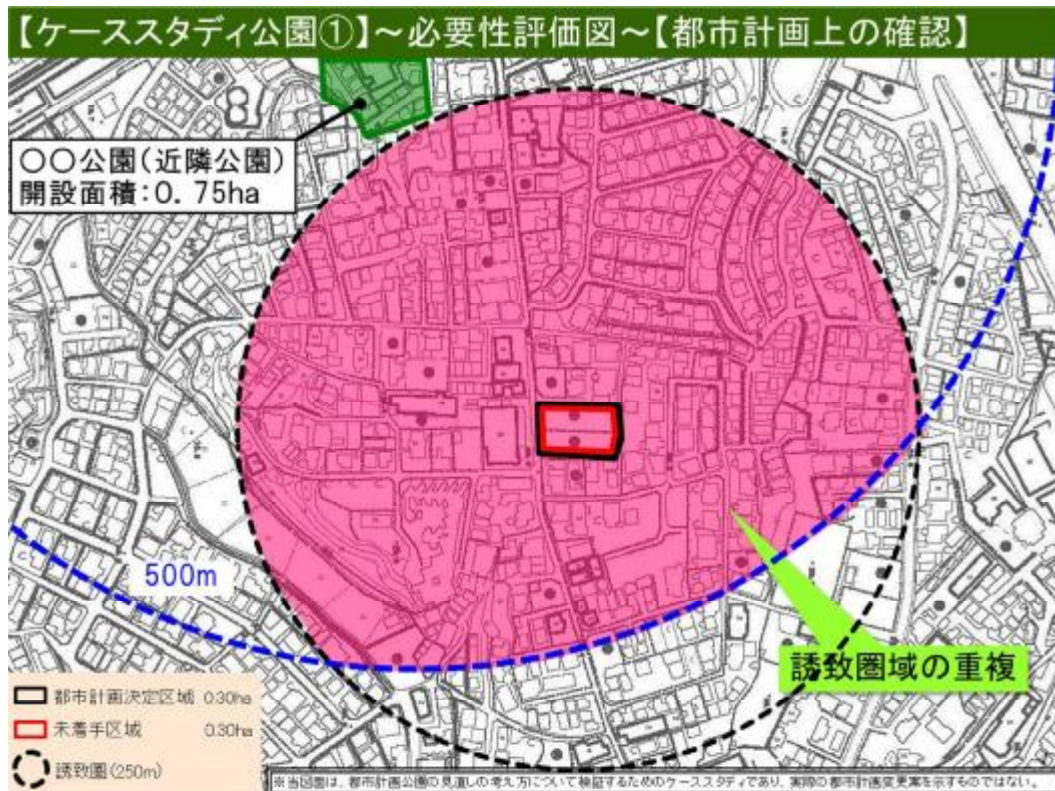 【ケーススタディ公園①】～必要性評価図～【都市計画上の確認】
〇〇公園(近隣公園)
開設面積：0.75ha
500m
誘致圏域の重複
都市計画決定区域 0.30ha
未着手区域 0.30ha
誘致圏(250m)
※当図面は、都市計画公園の見直しの考え方について検証するためのケーススタディであり、実際の都市計画変更案を示すものではない。